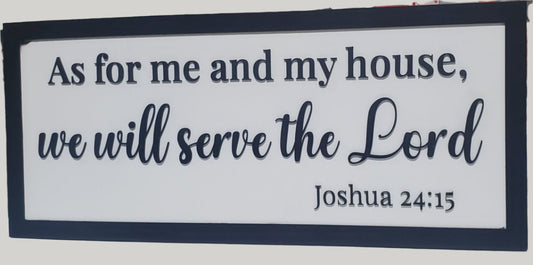 As for me and my house,
we will serve the Lord
Joshua 24:15